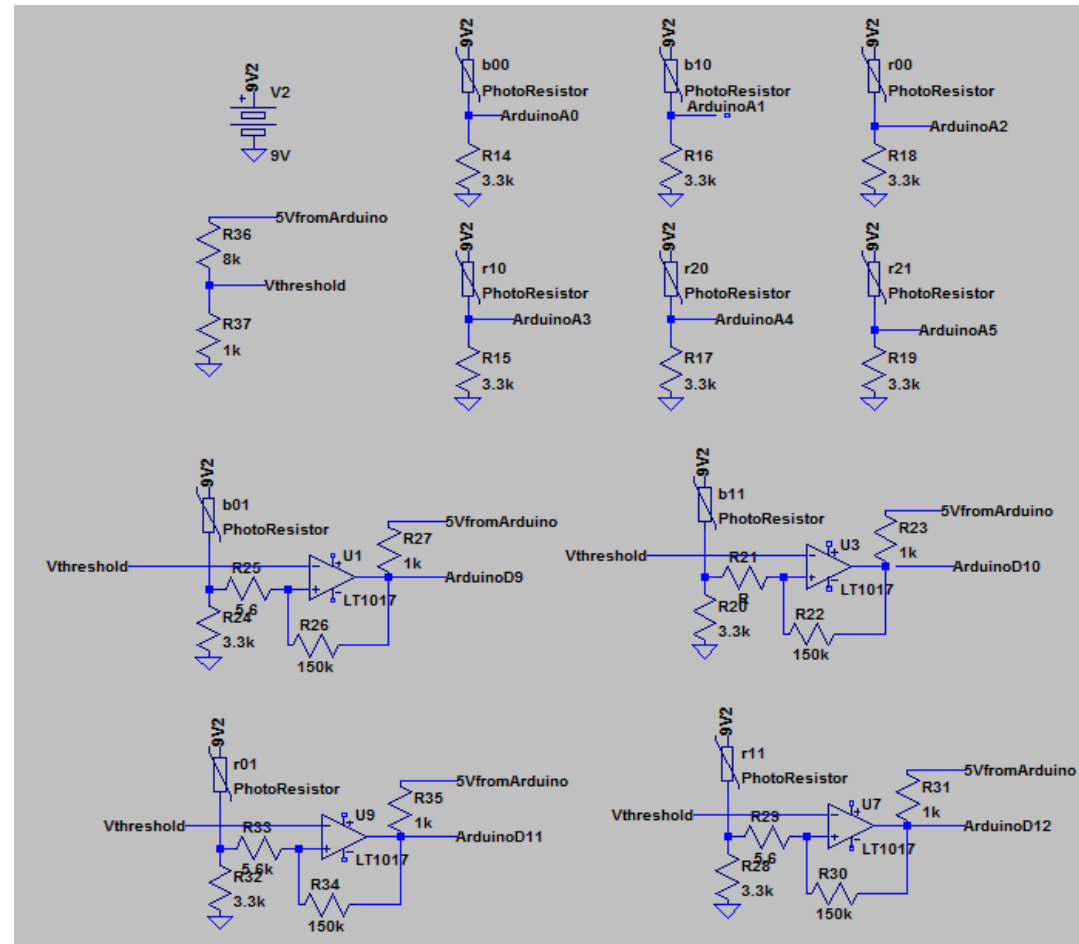 9V2
V2
9V
9V2
b00
PhotoResistor
ArduinoA0
R14
3.3k
9V2
b10
PhotoResistor
ArduinoA1
R16
3.3k
9V2
r00
PhotoResistor
ArduinoA2
R18
3.3k
5VfromArduino
R36
8k
Vthreshold
R37
1k
9V2
r10
PhotoResistor
ArduinoA3
R15
3.3k
9V2
r20
PhotoResistor
ArduinoA4
R17
3.3k
9V2
r21
PhotoResistor
ArduinoA5
R19
3.3k
9V2
b01
PhotoResistor
5VfromArduino
R27
1k
U1
Vthreshold
R25
5.6
ArduinoD9
LT1017
R24
3.3k
R26
150k
9V2
b11
PhotoResistor
5VfromArduino
R23
1k
U3
Vthreshold
R21
R
ArduinoD10
LT1017
R20
3.3k
R22
150k
9V2
r01
PhotoResistor
5VfromArduino
R35
1k
U9
Vthreshold
R33
5.6k
ArduinoD11
LT1017
R32
3.3k
R34
150k
9V2
r11
PhotoResistor
5VfromArduino
R31
1k
U7
Vthreshold
R29
5.6
ArduinoD12
LT1017
R28
3.3k
R30
150k